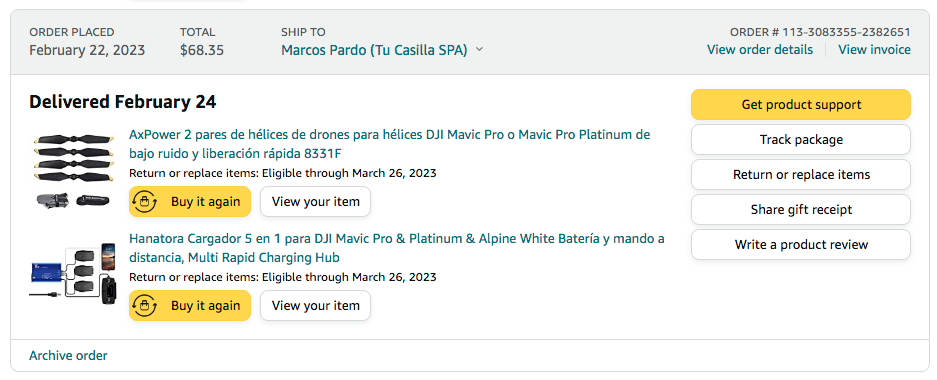 ORDER PLACED
February 22, 2023
TOTAL
$68.35
SHIP TO
Marcos Pardo (Tu Casilla SPA)
ORDER # 113-3083355-2382651
View order details
View invoice
Delivered February 24
AxPower 2 pares de hélices de drones para hélices DJI Mavic Pro o Mavic Pro Platinum de
bajo ruido y liberación rápida 8331F
Return or replace items: Eligible through March 26, 2023
Buy it again
View your item
Hanatora Cargador 5 en 1 para DJI Mavic Pro & Platinum & Alpine White Batería y mando a
distancia, Multi Rapid Charging Hub
Return or replace items: Eligible through March 26, 2023
Buy it again
View your item
Get product support
Track package
Return or replace items
Share gift receipt
Write a product review
Archive order